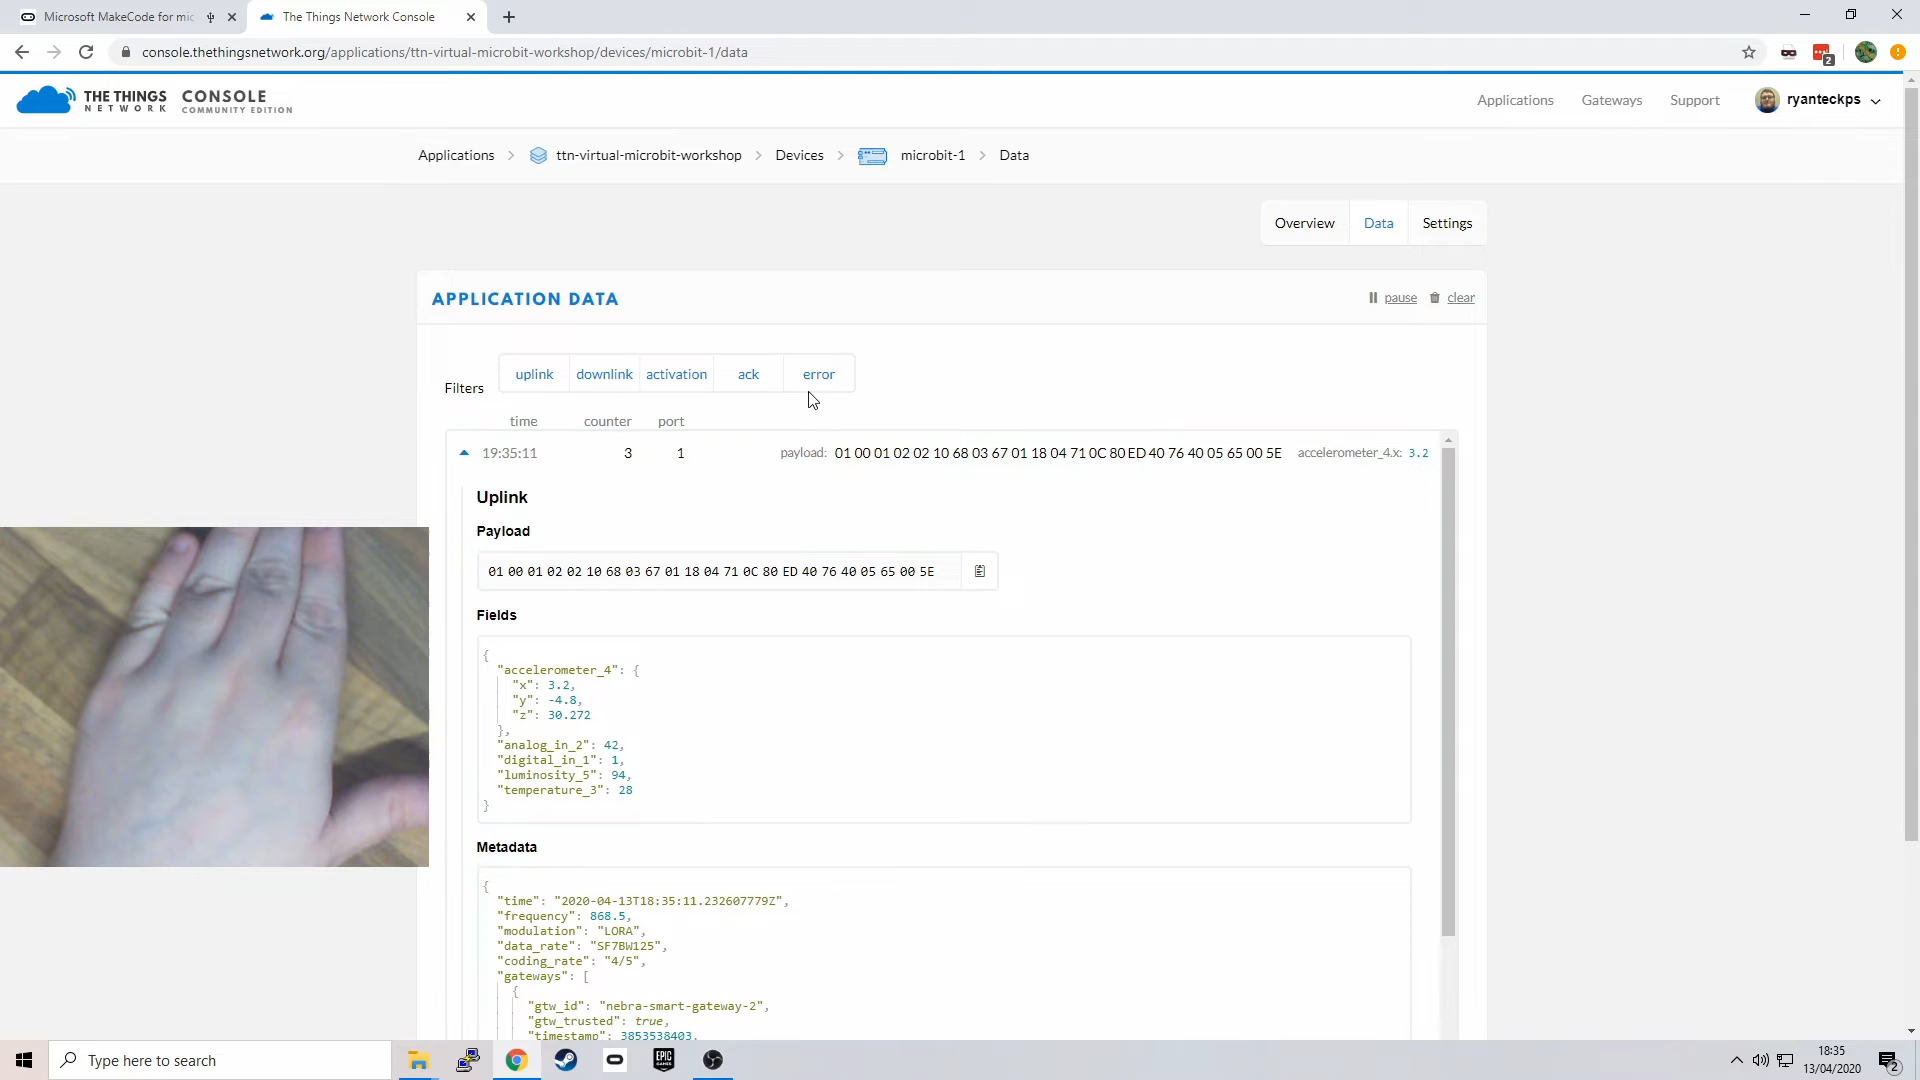 Microsoft MakeCode for mic
The Things Network Console
console.thethingsnetwork.org/applications/ttn-virtual-microbit-workshop/devices/microbit-1/data
2
THE THINGS
NETWORK
CONSOLE
COMMUNITY EDITION
Applications
Gateways
Support
ryanteckps
Applications
ttn-virtual-microbit-workshop
Devices
microbit-1
Data
Overview
Data
Settings
APPLICATION DATA
pause
clear
Filters
uplink
downlink
activation
ack
error
time
counter
port
19:35:11
3
1
payload: 01 00 01 02 02 10 68 03 67 01 18 04 71 0C 80 ED 40 76 40 05 65 00 5E
accelerometer_4.x: 3.2
Uplink
Payload
01 00 01 02 02 10 68 03 67 01 18 04 71 0C 80 ED 40 76 40 05 65 00 5E
Fields
{
"accelerometer_4": {
"x": 3.2,
"y": -4.8,
"z": 30.272
},
"analog_in_2": 42,
"digital_in_1": 1,
"luminosity_5": 94,
"temperature_3": 28
}
Metadata
{
"time": "2020-04-13T18:35:11.232607779Z",
"frequency": 868.5,
"modulation": "LORA",
"data_rate": "SF7BW125",
"coding_rate": "4/5",
"gateways": [
{
"gtw_id": "nebra-smart-gateway-2",
"gtw_trusted": true,
"timestamp": 3853538403,
Type here to search
EPIC
GAMES
18:35
13/04/2020
2